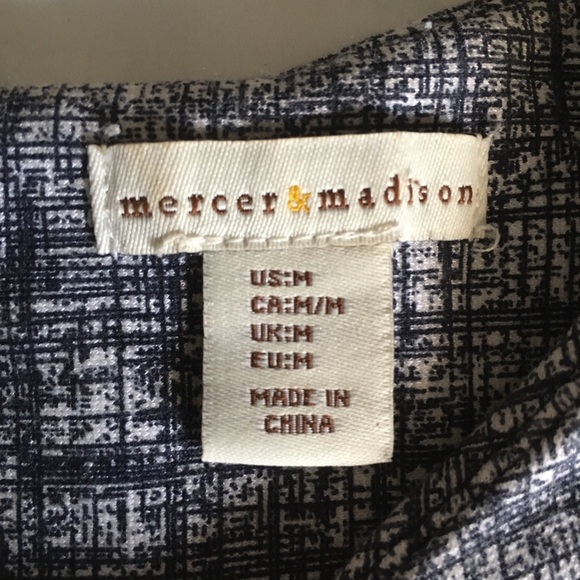 mercer & madison
US:M
CA:M/M
UK:M
EU:M
MADE IN
CHINA